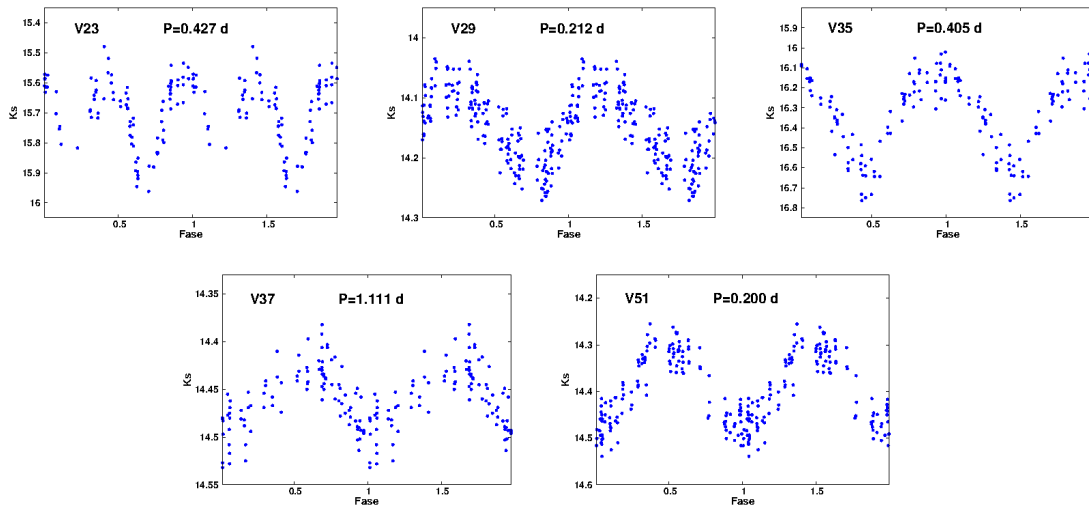 V23 P=0.427 d
15.4
15.5
15.6
15.7
15.8
15.9
16
Ks
0.5 1 1.5
Fase
V29 P=0.212 d
14
14.1
14.2
14.3
Ks
0.5 1 1.5
Fase
V35 P=0.405 d
15.9
16
16.1
16.2
16.3
16.4
16.5
16.6
16.7
16.8
Ks
0.5 1 1.5
Fase
V37 P=1.111 d
14.35
14.4
14.45
14.5
14.55
Ks
0.5 1 1.5
Fase
V51 P=0.200 d
14.2
14.3
14.4
14.5
14.6
Ks
0.5 1 1.5
Fase